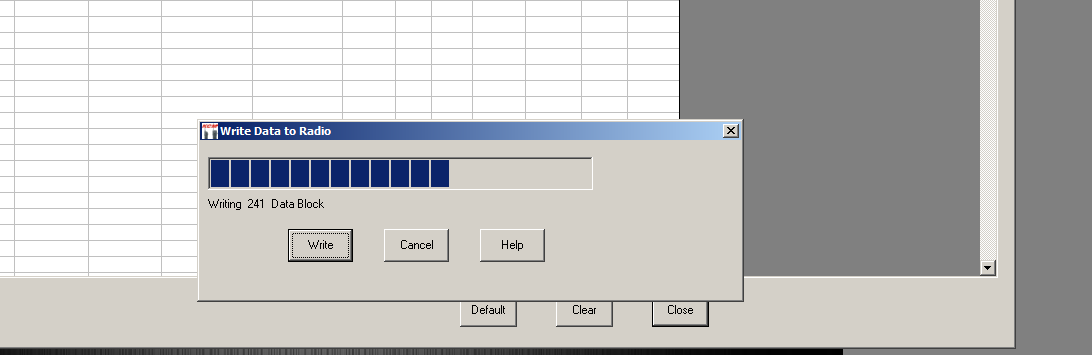 Write Data to Radio
Writing 241 Data Block
Write Cancel Help
Default Clear Close